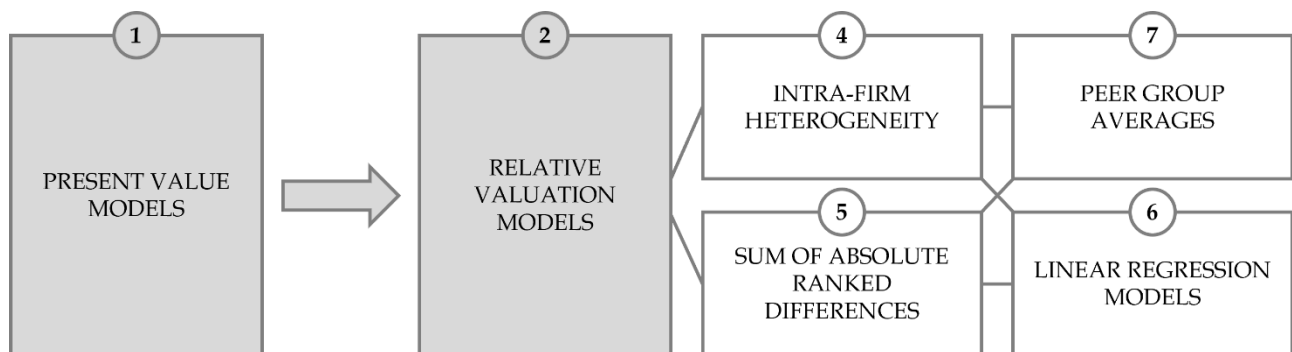 1
PRESENT VALUE
MODELS
2
RELATIVE
VALUATION
MODELS
4
INTRA-FIRM
HETEROGENEITY
7
PEER GROUP
AVERAGES
5
SUM OF ABSOLUTE
RANKED
DIFFERENCES
6
LINEAR REGRESSION
MODELS